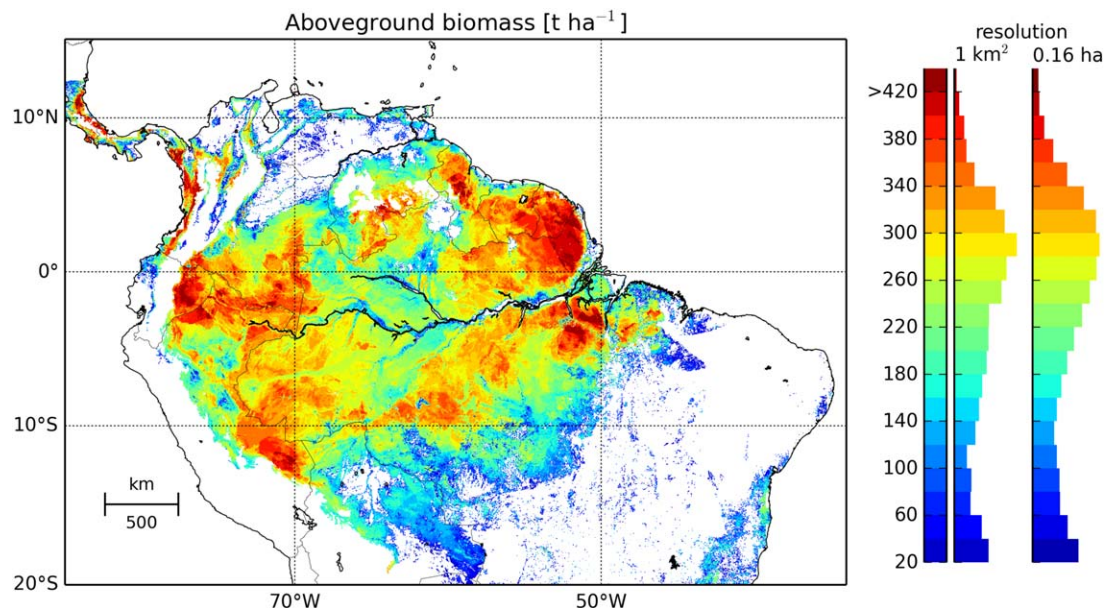 Aboveground biomass [t ha⁻¹]
resolution
1 km² 0.16 ha
10°N
0°
10°S
20°S
70°W 50°W
km
500
>420
380
340
300
260
220
180
140
100
60
20